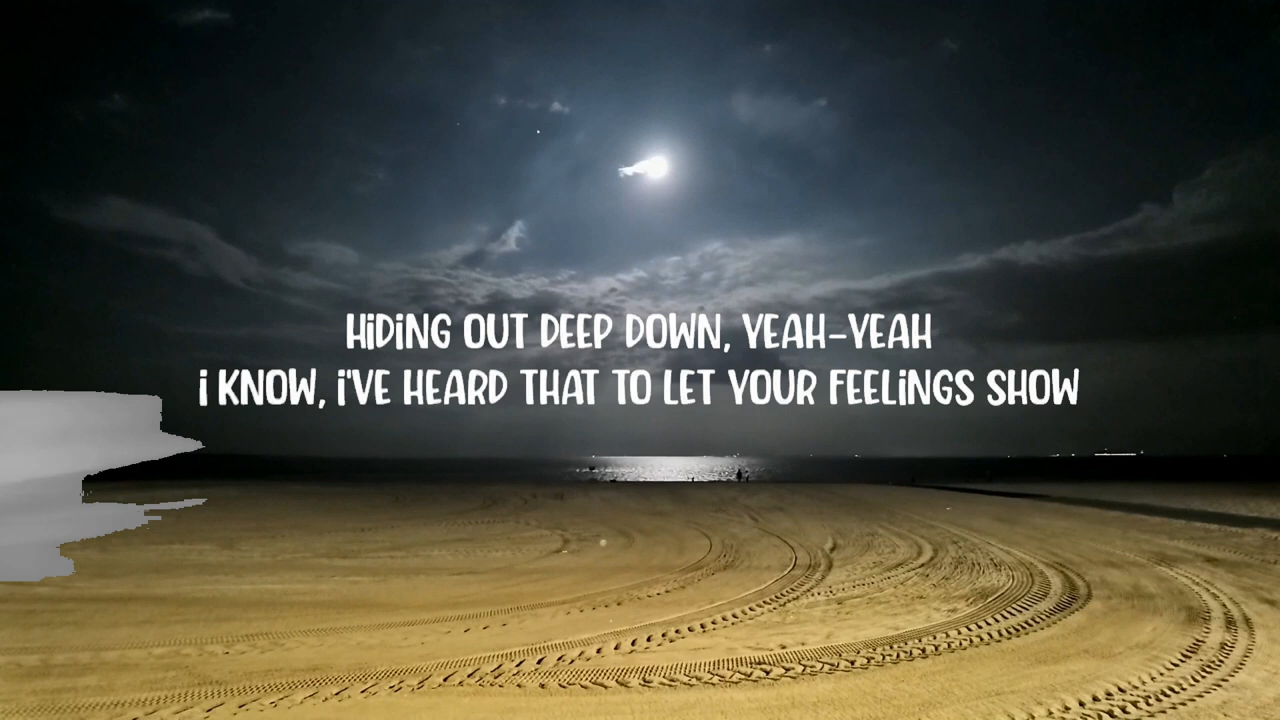 HiDiNG OUT DEEP DOWN, YEAH-YEAH
i KNOW, i'VE HEARD THAT TO LET YOUR FEELiNGS SHOW